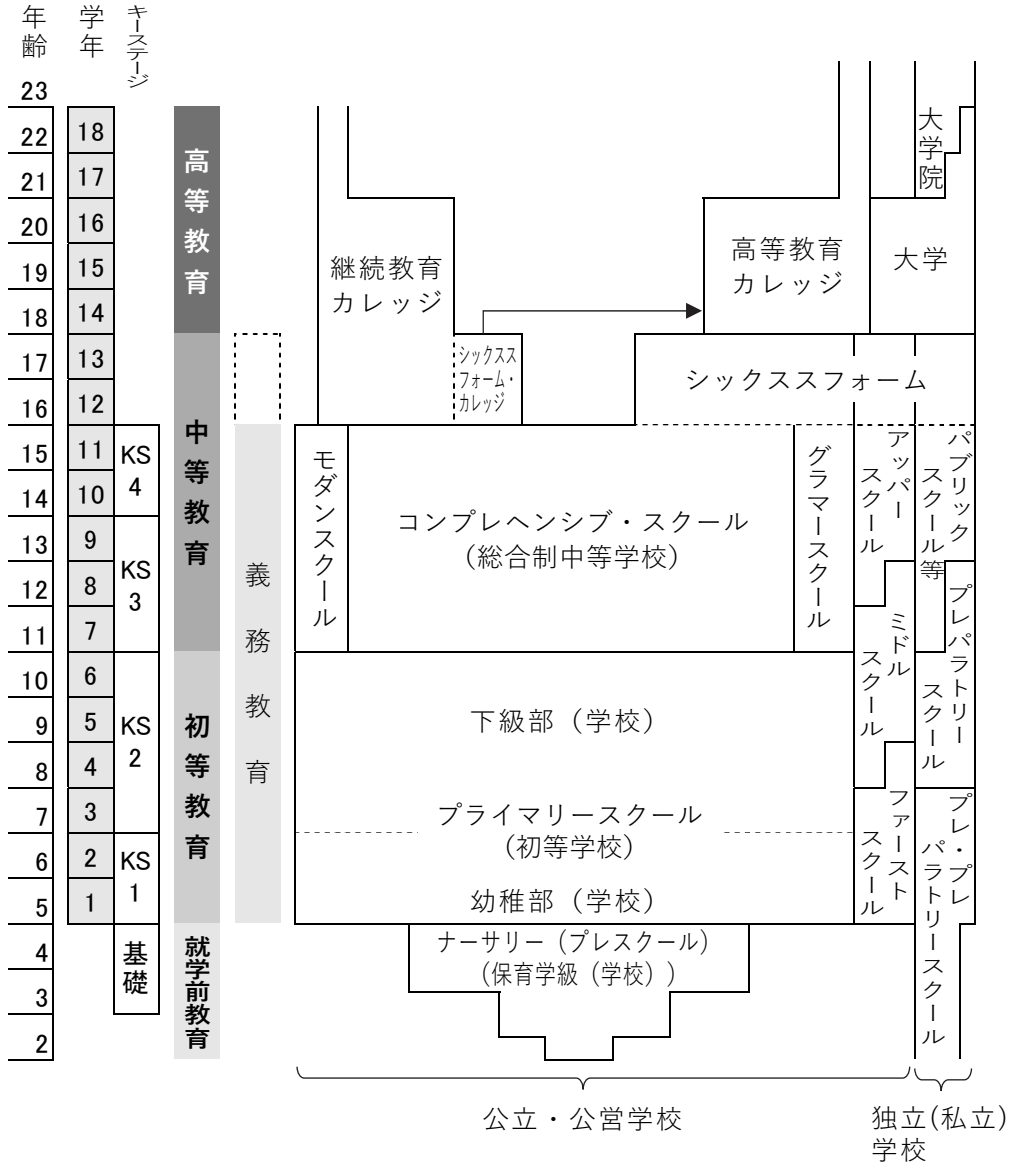 年齢
学年
キーステージ
23
22
21
20
19
18
17
16
15
14
13
12
11
10
9
8
7
6
5
4
3
2
18
17
16
15
14
13
12
11
10
9
8
7
6
5
4
3
2
1
KS
4
KS
3
KS
2
KS
1
基
礎
高等教育
中等教育
初等教育
就学前教育
義務教育
継続教育
カレッジ
高等教育
カレッジ
大学院
大学
シックスス
フォーム・
カレッジ
シックススフォーム
モダンスクール
コンプレヘンシブ・スクール
(総合制中等学校)
グラマースクール
アッパー
スクール
パブリック
スクール等
ミドル
スクール
プレパラトリー
スクール
下級部（学校）
プライマリースクール
(初等学校)
幼稚部（学校）
ファースト
スクール
プレ・プレ
パラトリースクール
ナーサリー（プレスクール）
(保育学級（学校）)
公立・公営学校
独立(私立)
学校